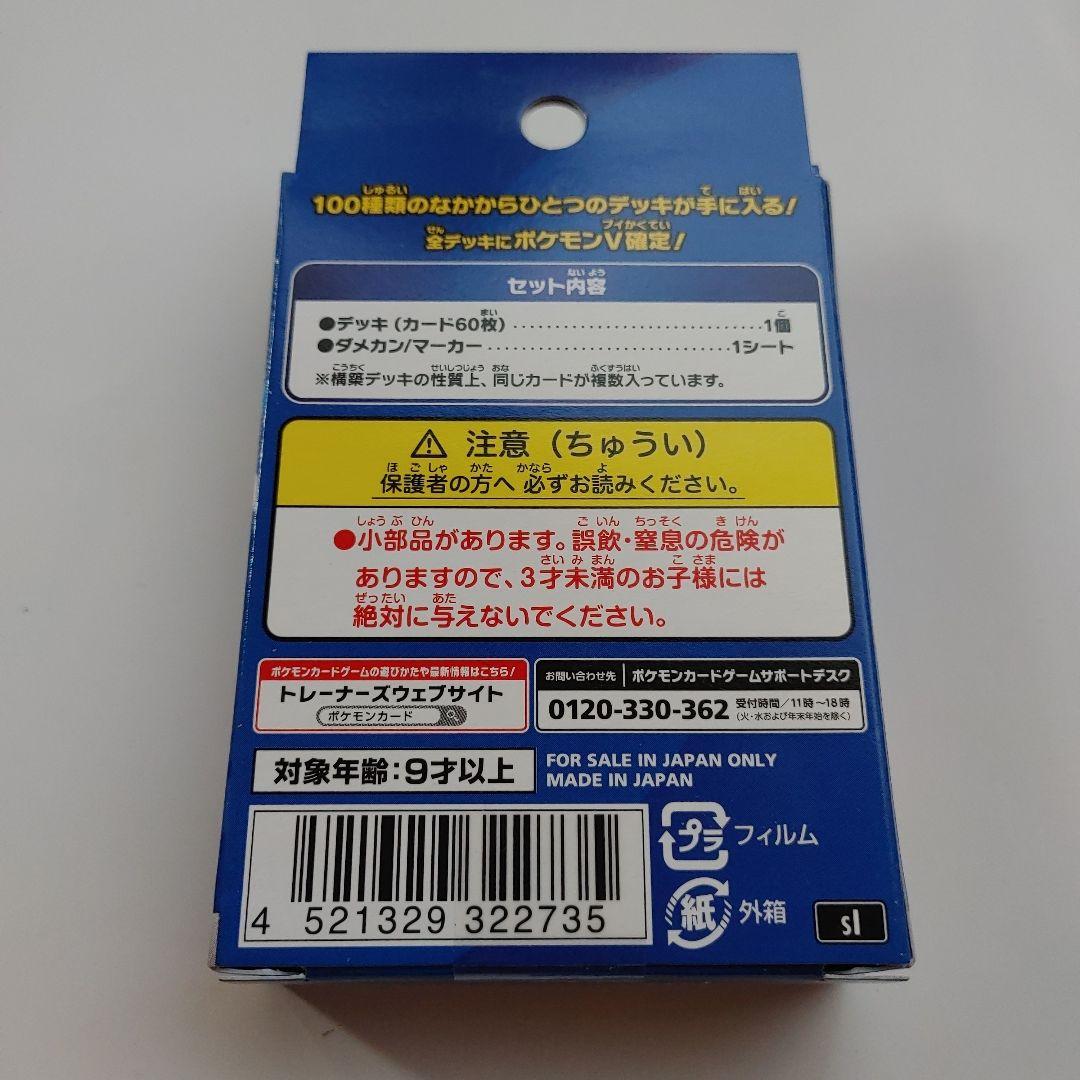 100種類のなかからひとつのデッキが手に入る!
全デッキにポケモンV確定!
セット内容
●デッキ(カード60枚)..............................1個
●ダメカン/マーカー..............................1シート
※構築デッキの性質上、同じカードが複数入っています。
⚠ 注意(ちゅうい)
保護者の方へ 必ずお読みください。
●小部品があります。誤飲・窒息の危険が
ありますので、3才未満のお子様には
絶対に与えないでください。
ポケモンカードゲームの遊びかたや最新情報はこちら!
トレーナーズウェブサイト
ポケモンカード
お問い合わせ先 ポケモンカードゲームサポートデスク
0120-330-362 受付時間/11時~18時
(火・水および年末年始を除く)
対象年齢:9才以上
FOR SALE IN JAPAN ONLY
MADE IN JAPAN
4 521329 322735
プラ フィルム
紙 外箱
sI